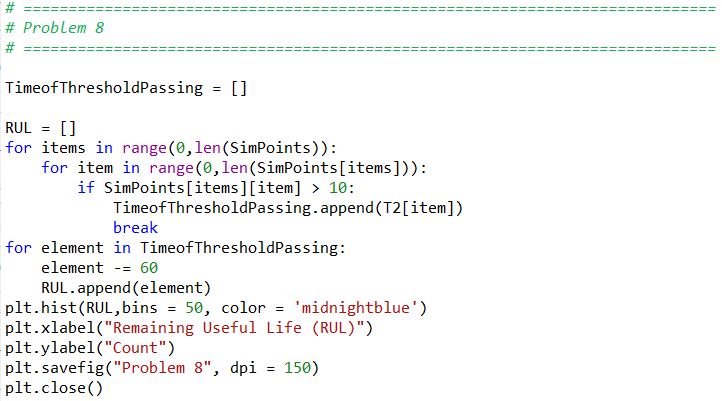 # =============================================================================
# Problem 8
# =============================================================================
TimeofThresholdPassing = []
RUL = []
for items in range(0,len(SimPoints)):
    for item in range(0,len(SimPoints[items])):
        if SimPoints[items][item] > 10:
            TimeofThresholdPassing.append(T2[item])
            break
for element in TimeofThresholdPassing:
    element -= 60
    RUL.append(element)
plt.hist(RUL,bins = 50, color = 'midnightblue')
plt.xlabel("Remaining Useful Life (RUL)")
plt.ylabel("Count")
plt.savefig("Problem 8", dpi = 150)
plt.close()